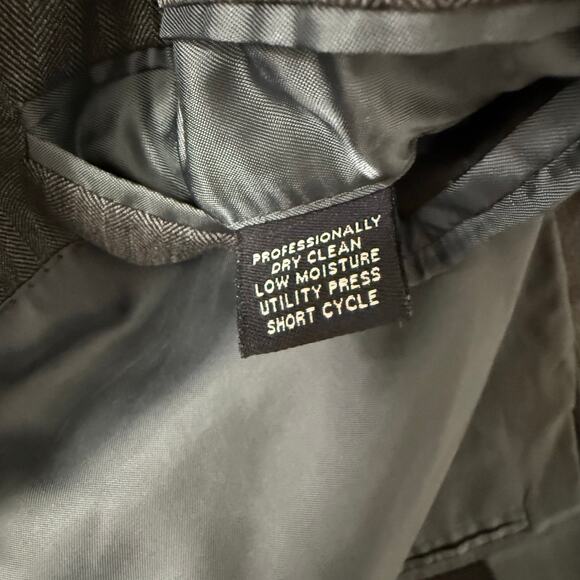 PROFESSIONALLY
DRY CLEAN
LOW MOISTURE
UTILITY PRESS
SHORT CYCLE